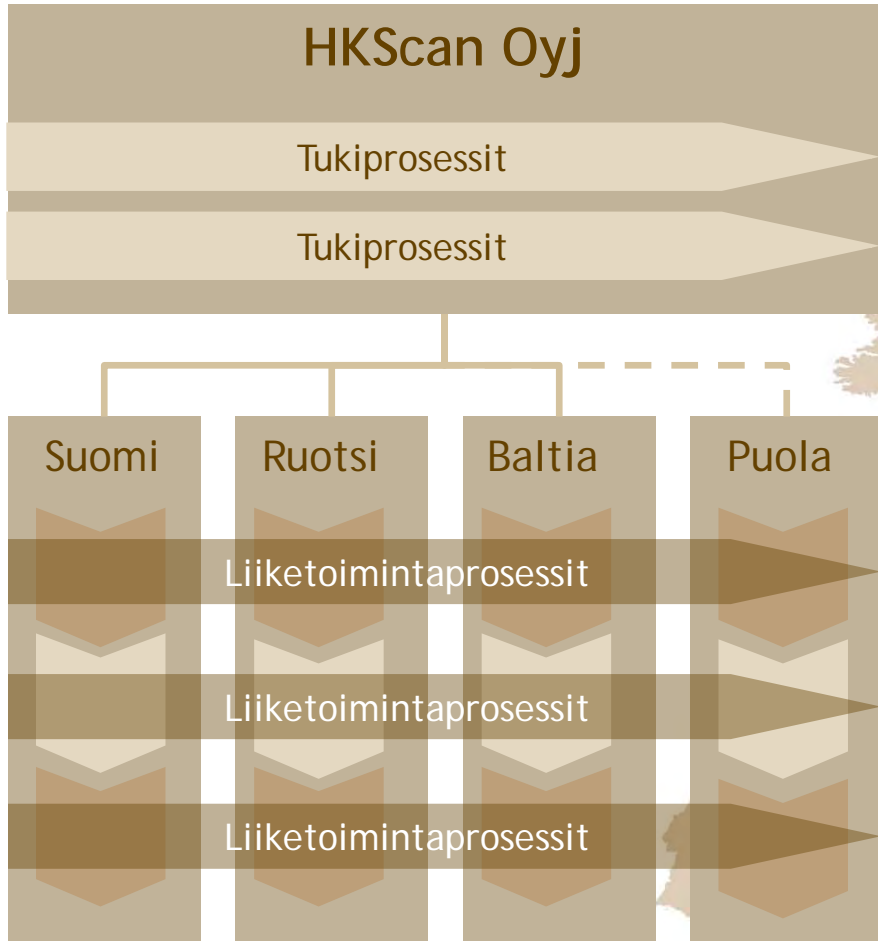 HKScan Oyj
Tukiprosessit
Tukiprosessit
Suomi Ruotsi Baltia Puola
Liiketoimintaprosessit
Liiketoimintaprosessit
Liiketoimintaprosessit